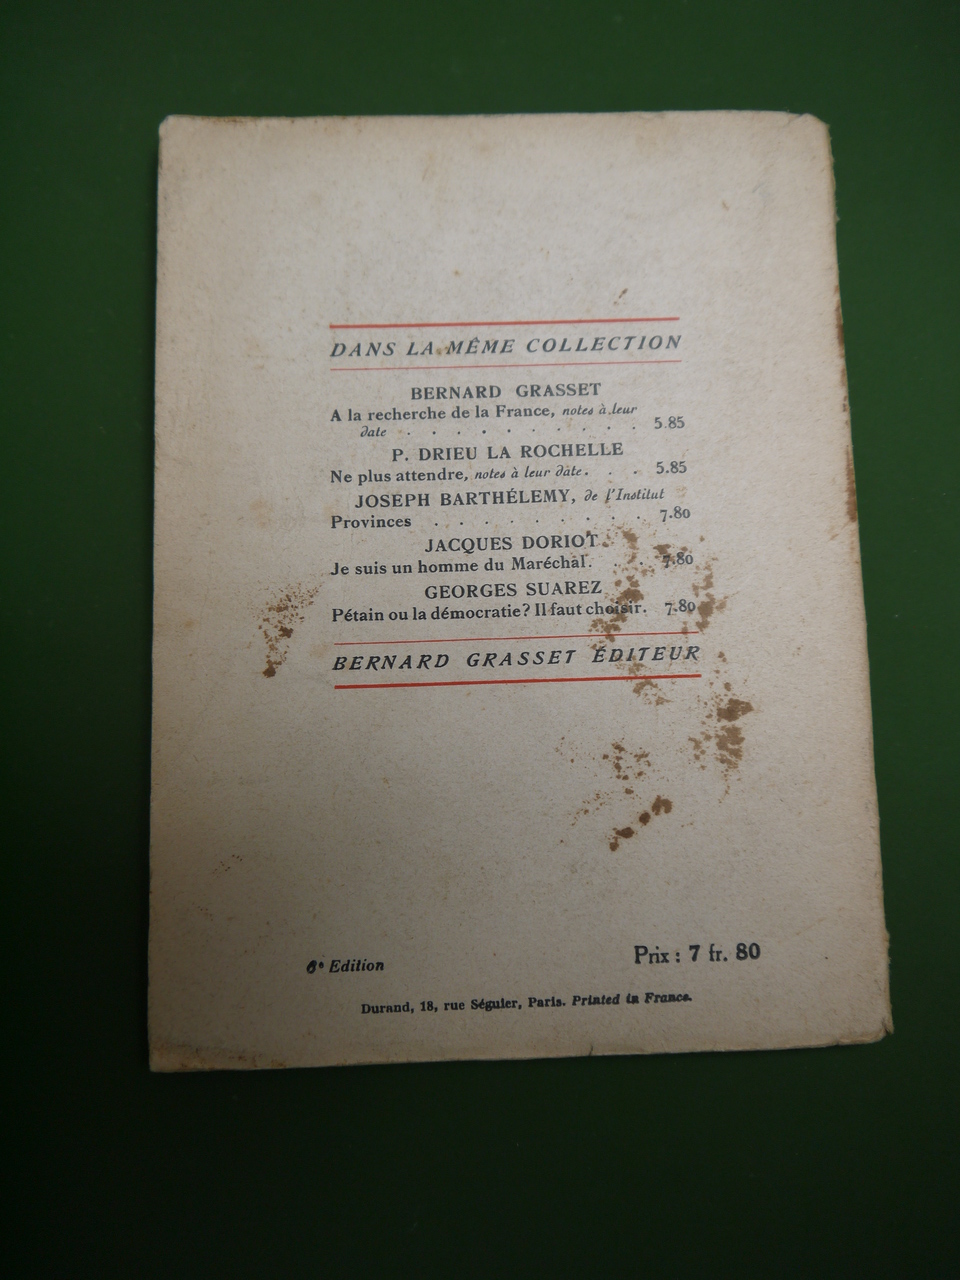 DANS LA MÊME COLLECTION
BERNARD GRASSET
A la recherche de la France, notes à leur
date . . . . . . . . . 5.85
P. DRIEU LA ROCHELLE
Ne plus attendre, notes à leur date. . . 5.85
JOSEPH BARTHÉLEMY, de l'Institut
Provinces . . . . . . . . 7.80
JACQUES DORIOT
Je suis un homme du Maréchal. . . 7.80
GEORGES SUAREZ
Pétain ou la démocratie? Il faut choisir. 7.80
BERNARD GRASSET ÉDITEUR
6e Edition
Prix : 7 fr. 80
Durand, 18, rue Séguier, Paris. Printed in France.